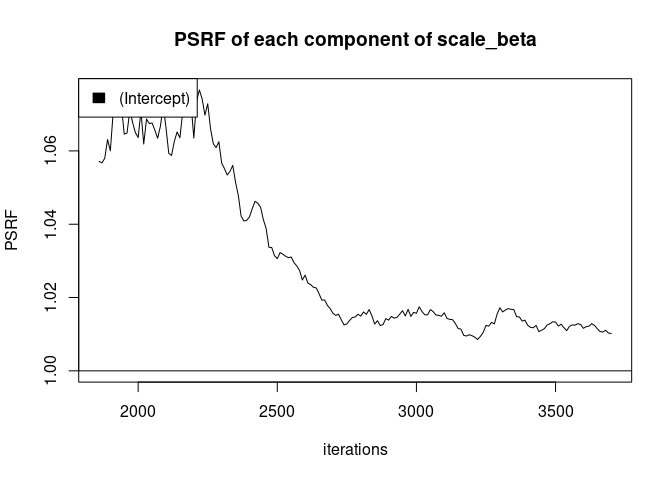 PSRF of each component of scale_beta
(Intercept)
PSRF
1.06
1.04
1.02
1.00
2000 2500 3000 3500
iterations